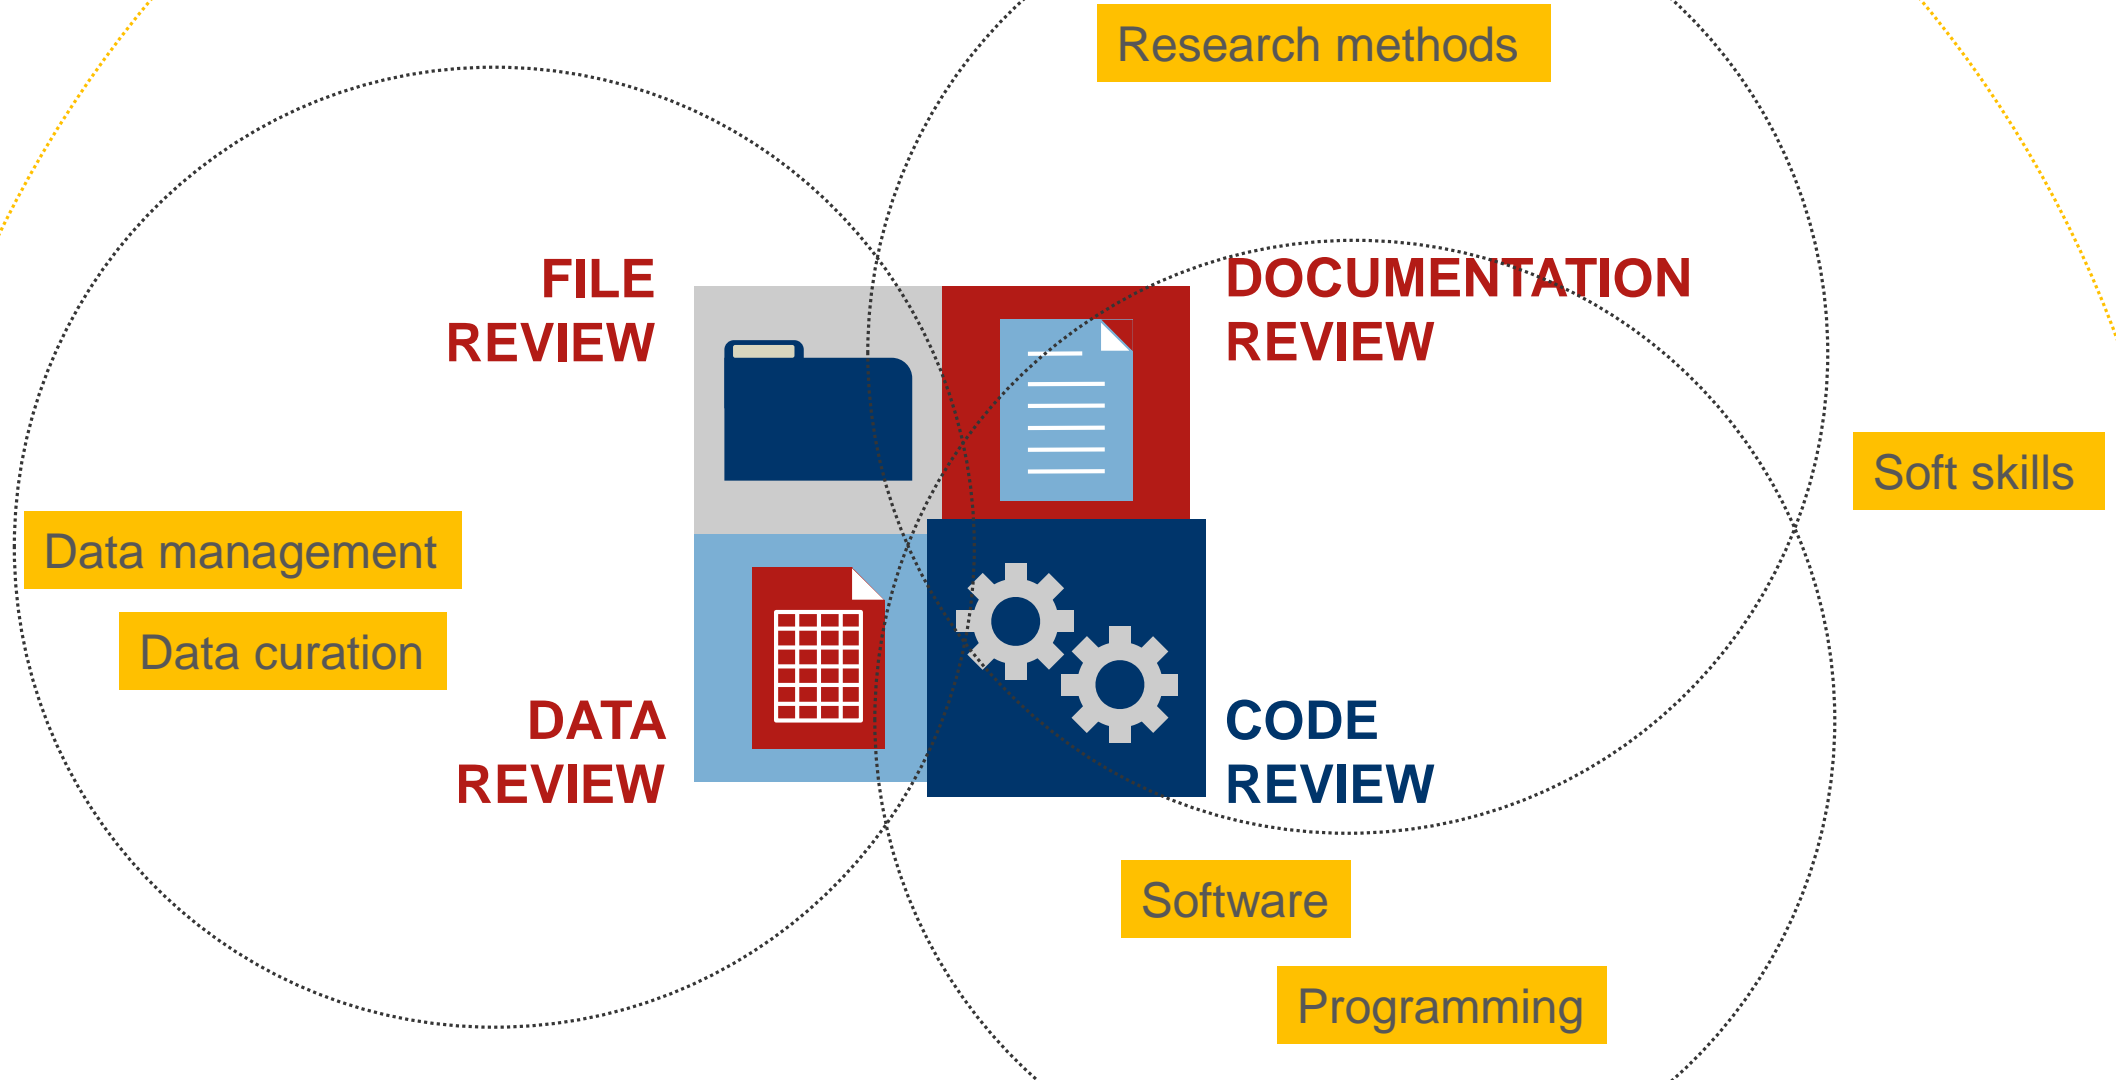 Research methods
FILE
REVIEW
DOCUMENTATION
REVIEW
Soft skills
Data management
Data curation
DATA
REVIEW
CODE
REVIEW
Software
Programming